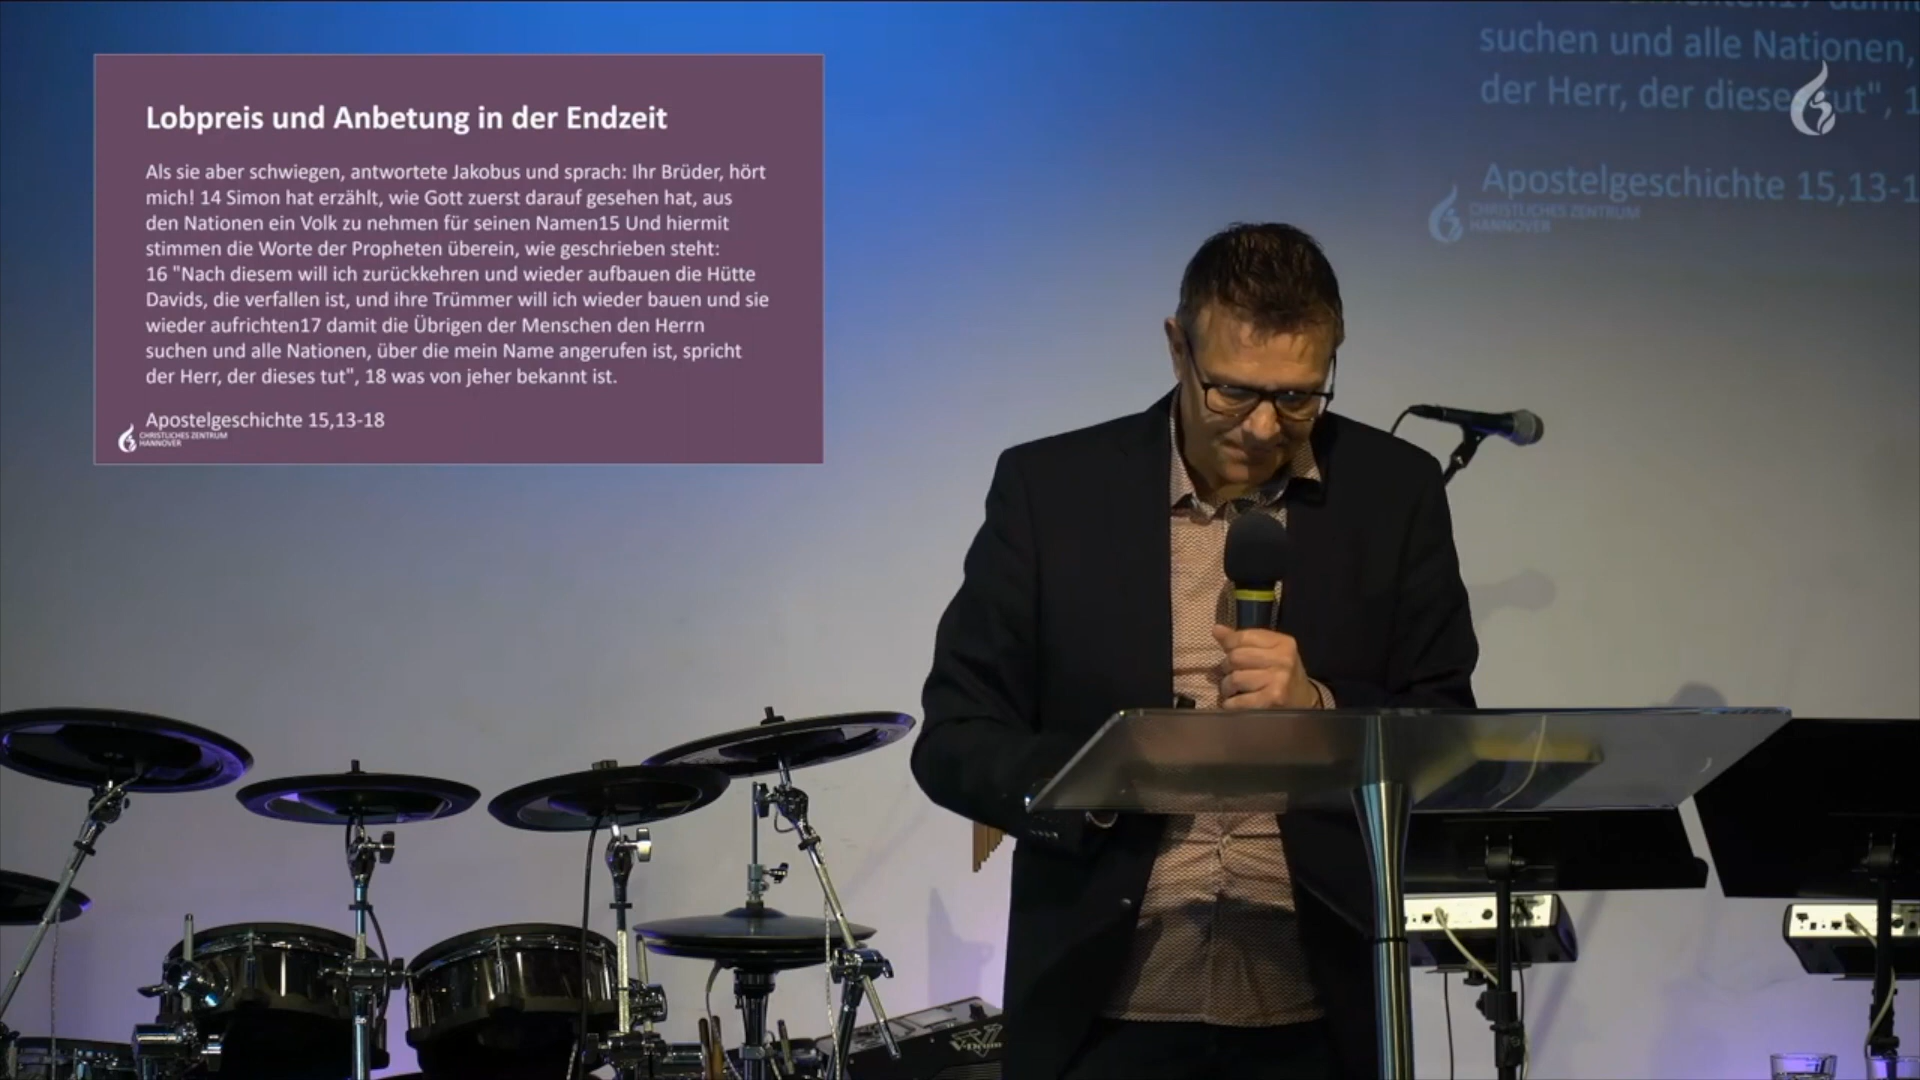 Lobpreis und Anbetung in der Endzeit
Als sie aber schwiegen, antwortete Jakobus und sprach: Ihr Brüder, hört
mich! 14 Simon hat erzählt, wie Gott zuerst darauf gesehen hat, aus
den Nationen ein Volk zu nehmen für seinen Namen15 Und hiermit
stimmen die Worte der Propheten überein, wie geschrieben steht:
16 "Nach diesem will ich zurückkehren und wieder aufbauen die Hütte
Davids, die verfallen ist, und ihre Trümmer will ich wieder bauen und sie
wieder aufrichten17 damit die Übrigen der Menschen den Herrn
suchen und alle Nationen, über die mein Name angerufen ist, spricht
der Herr, der dieses tut", 18 was von jeher bekannt ist.
Apostelgeschichte 15,13-18
CHRISTLICHES ZENTRUM
HANNOVER
suchen und alle Nationen,
der Herr, der dieses tut", 1
Apostelgeschichte 15,13-1
CHRISTLICHES ZENTRUM
HANNOVER
V-Drums